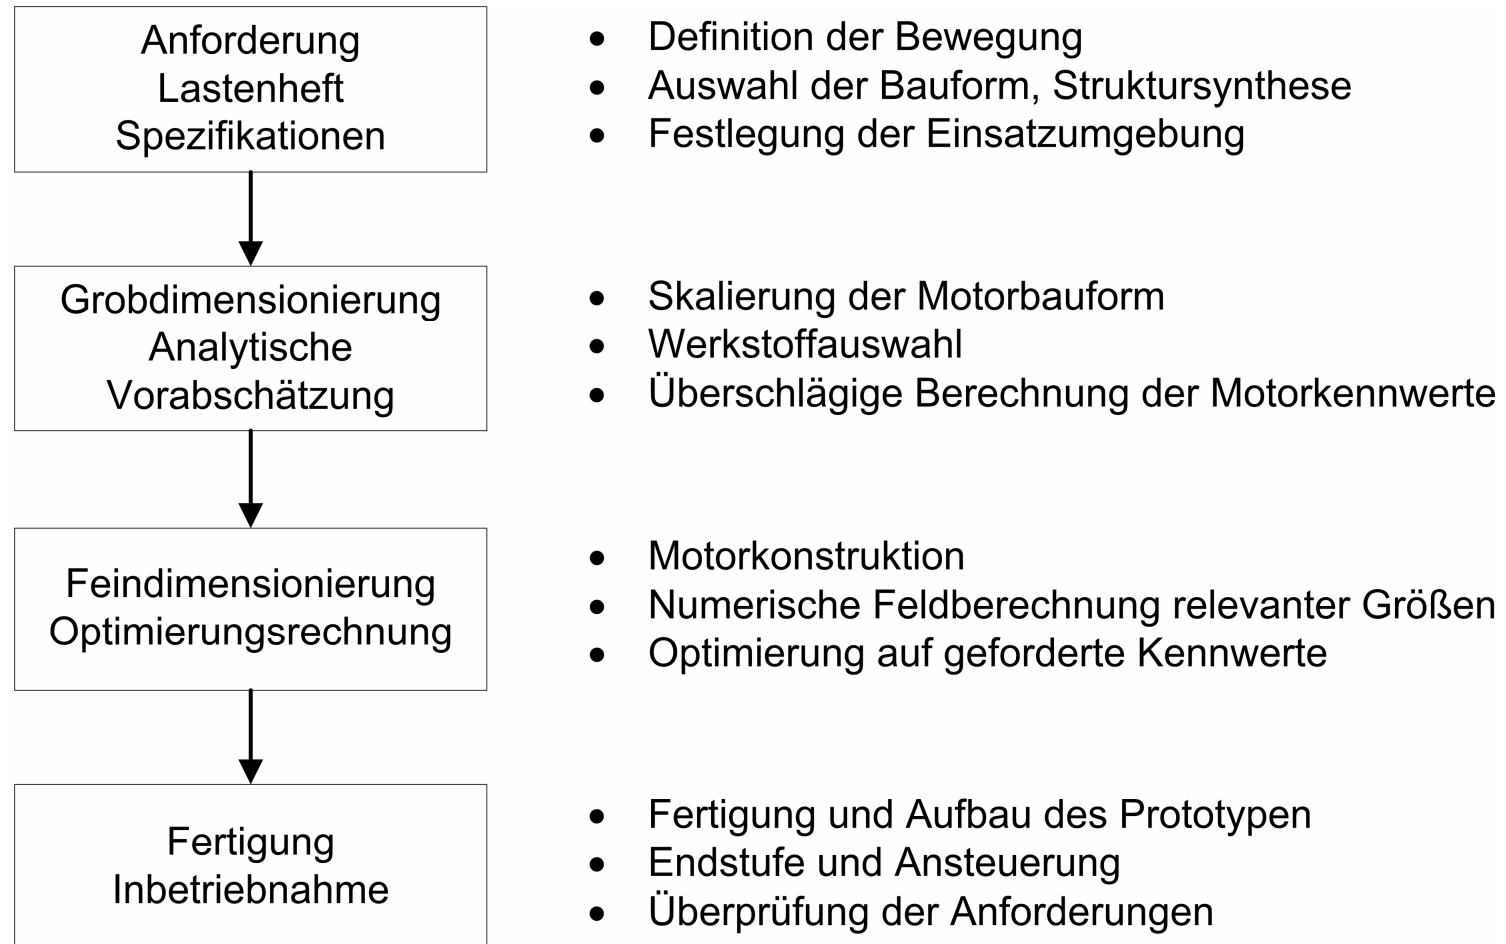 Anforderung
Lastenheft
Spezifikationen
• Definition der Bewegung
• Auswahl der Bauform, Struktursynthese
• Festlegung der Einsatzumgebung
Grobdimensionierung
Analytische
Vorabschätzung
• Skalierung der Motorbauform
• Werkstoffauswahl
• Überschlägige Berechnung der Motorkennwerte
Feindimensionierung
Optimierungsrechnung
• Motorkonstruktion
• Numerische Feldberechnung relevanter Größen
• Optimierung auf geforderte Kennwerte
Fertigung
Inbetriebnahme
• Fertigung und Aufbau des Prototypen
• Endstufe und Ansteuerung
• Überprüfung der Anforderungen